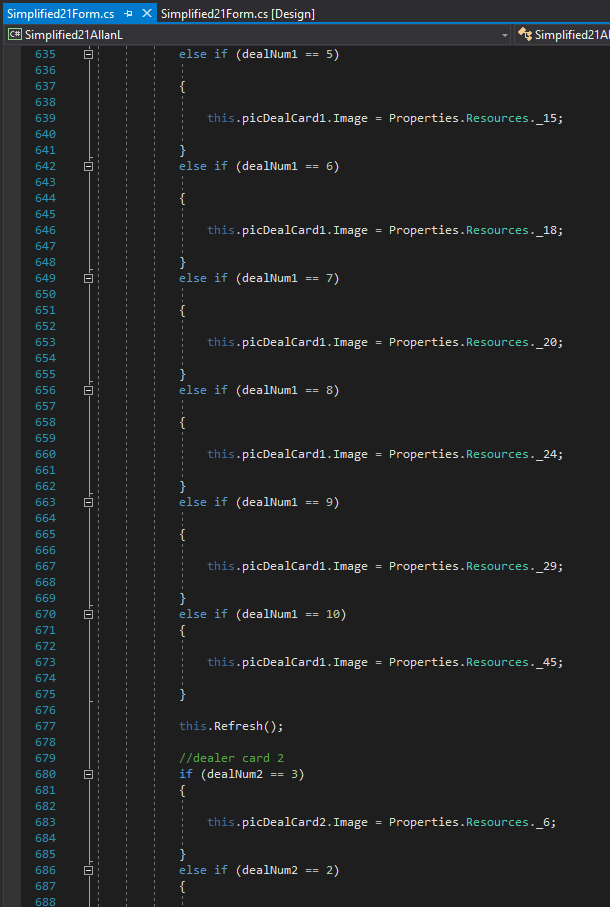 Simplified21Form.cs
Simplified21Form.cs [Design]
C# Simplified21AllanL
Simplified21Al
635 else if (dealNum1 == 5)
636
637 {
638
639 this.picDealCard1.Image = Properties.Resources._15;
640
641 }
642 else if (dealNum1 == 6)
643
644 {
645
646 this.picDealCard1.Image = Properties.Resources._18;
647
648 }
649 else if (dealNum1 == 7)
650
651 {
652
653 this.picDealCard1.Image = Properties.Resources._20;
654
655 }
656 else if (dealNum1 == 8)
657
658 {
659
660 this.picDealCard1.Image = Properties.Resources._24;
661
662 }
663 else if (dealNum1 == 9)
664
665 {
666
667 this.picDealCard1.Image = Properties.Resources._29;
668
669 }
670 else if (dealNum1 == 10)
671 {
672
673 this.picDealCard1.Image = Properties.Resources._45;
674
675 }
676
677 this.Refresh();
678
679 //dealer card 2
680 if (dealNum2 == 3)
681 {
682
683 this.picDealCard2.Image = Properties.Resources._6;
684
685 }
686 else if (dealNum2 == 2)
687 {
688